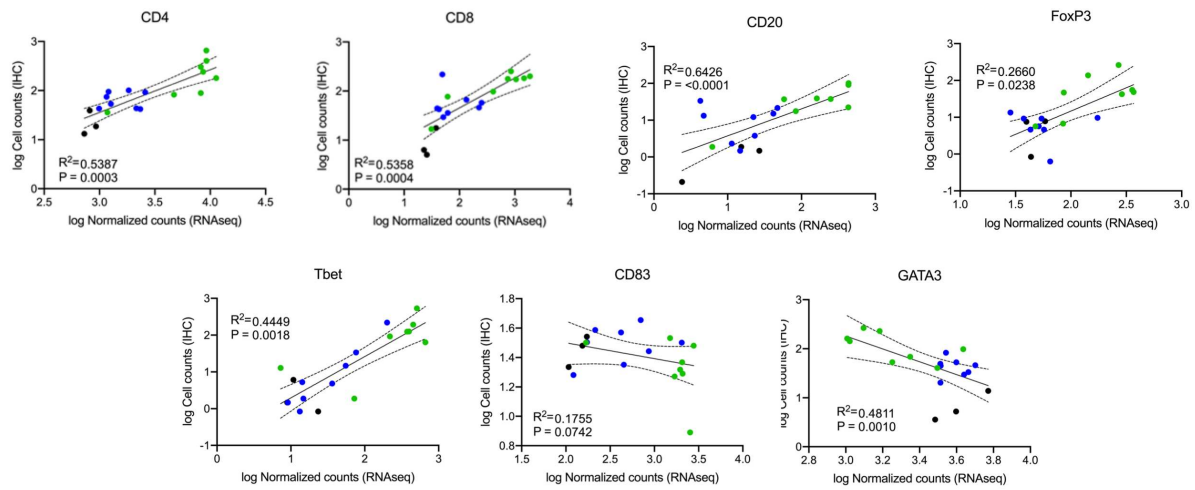 CD4
log Cell counts (IHC)
3
2
1
0
R²=0.5387
P = 0.0003
2.5 3.0 3.5 4.0 4.5
log Normalized counts (RNAseq)
CD8
log Cell counts (IHC)
3
2
1
0
R²=0.5358
P = 0.0004
0 1 2 3 4
log Normalized counts (RNAseq)
CD20
log Cell counts (IHC)
3
2
1
0
-1
R²=0.6426
P = <0.0001
0 1 2 3
log Normalized counts (RNAseq)
FoxP3
log Cell counts (IHC)
3
2
1
0
-1
R²=0.2660
P = 0.0238
1.0 1.5 2.0 2.5 3.0
log Normalized counts (RNAseq)
Tbet
log Cell counts (IHC)
3
2
1
0
-1
R²=0.4449
P = 0.0018
0 1 2 3
log Normalized counts (RNAseq)
CD83
log Cell counts (IHC)
1.8
1.6
1.4
1.2
1.0
0.8
R²=0.1755
P = 0.0742
1.5 2.0 2.5 3.0 3.5 4.0
log Normalized counts (RNAseq)
GATA3
log Cell counts (IHC)
3
2
1
0
R²=0.4811
P = 0.0010
2.8 3.0 3.2 3.4 3.6 3.8 4.0
log Normalized counts (RNAseq)